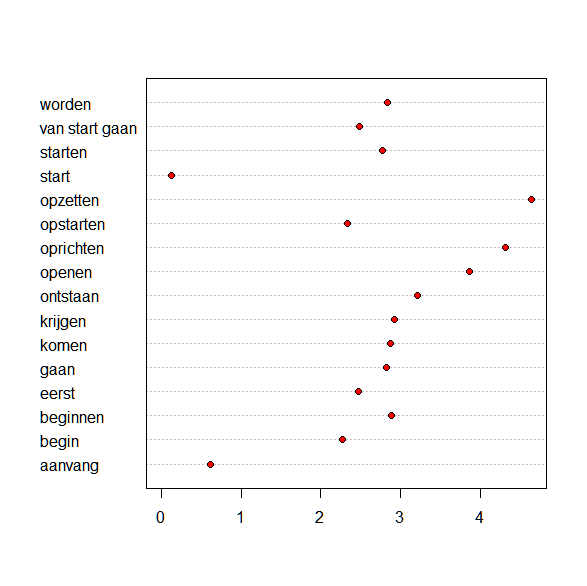 worden
van start gaan
starten
start
opzetten
opstarten
oprichten
openen
ontstaan
krijgen
komen
gaan
eerst
beginnen
begin
aanvang
0 1 2 3 4